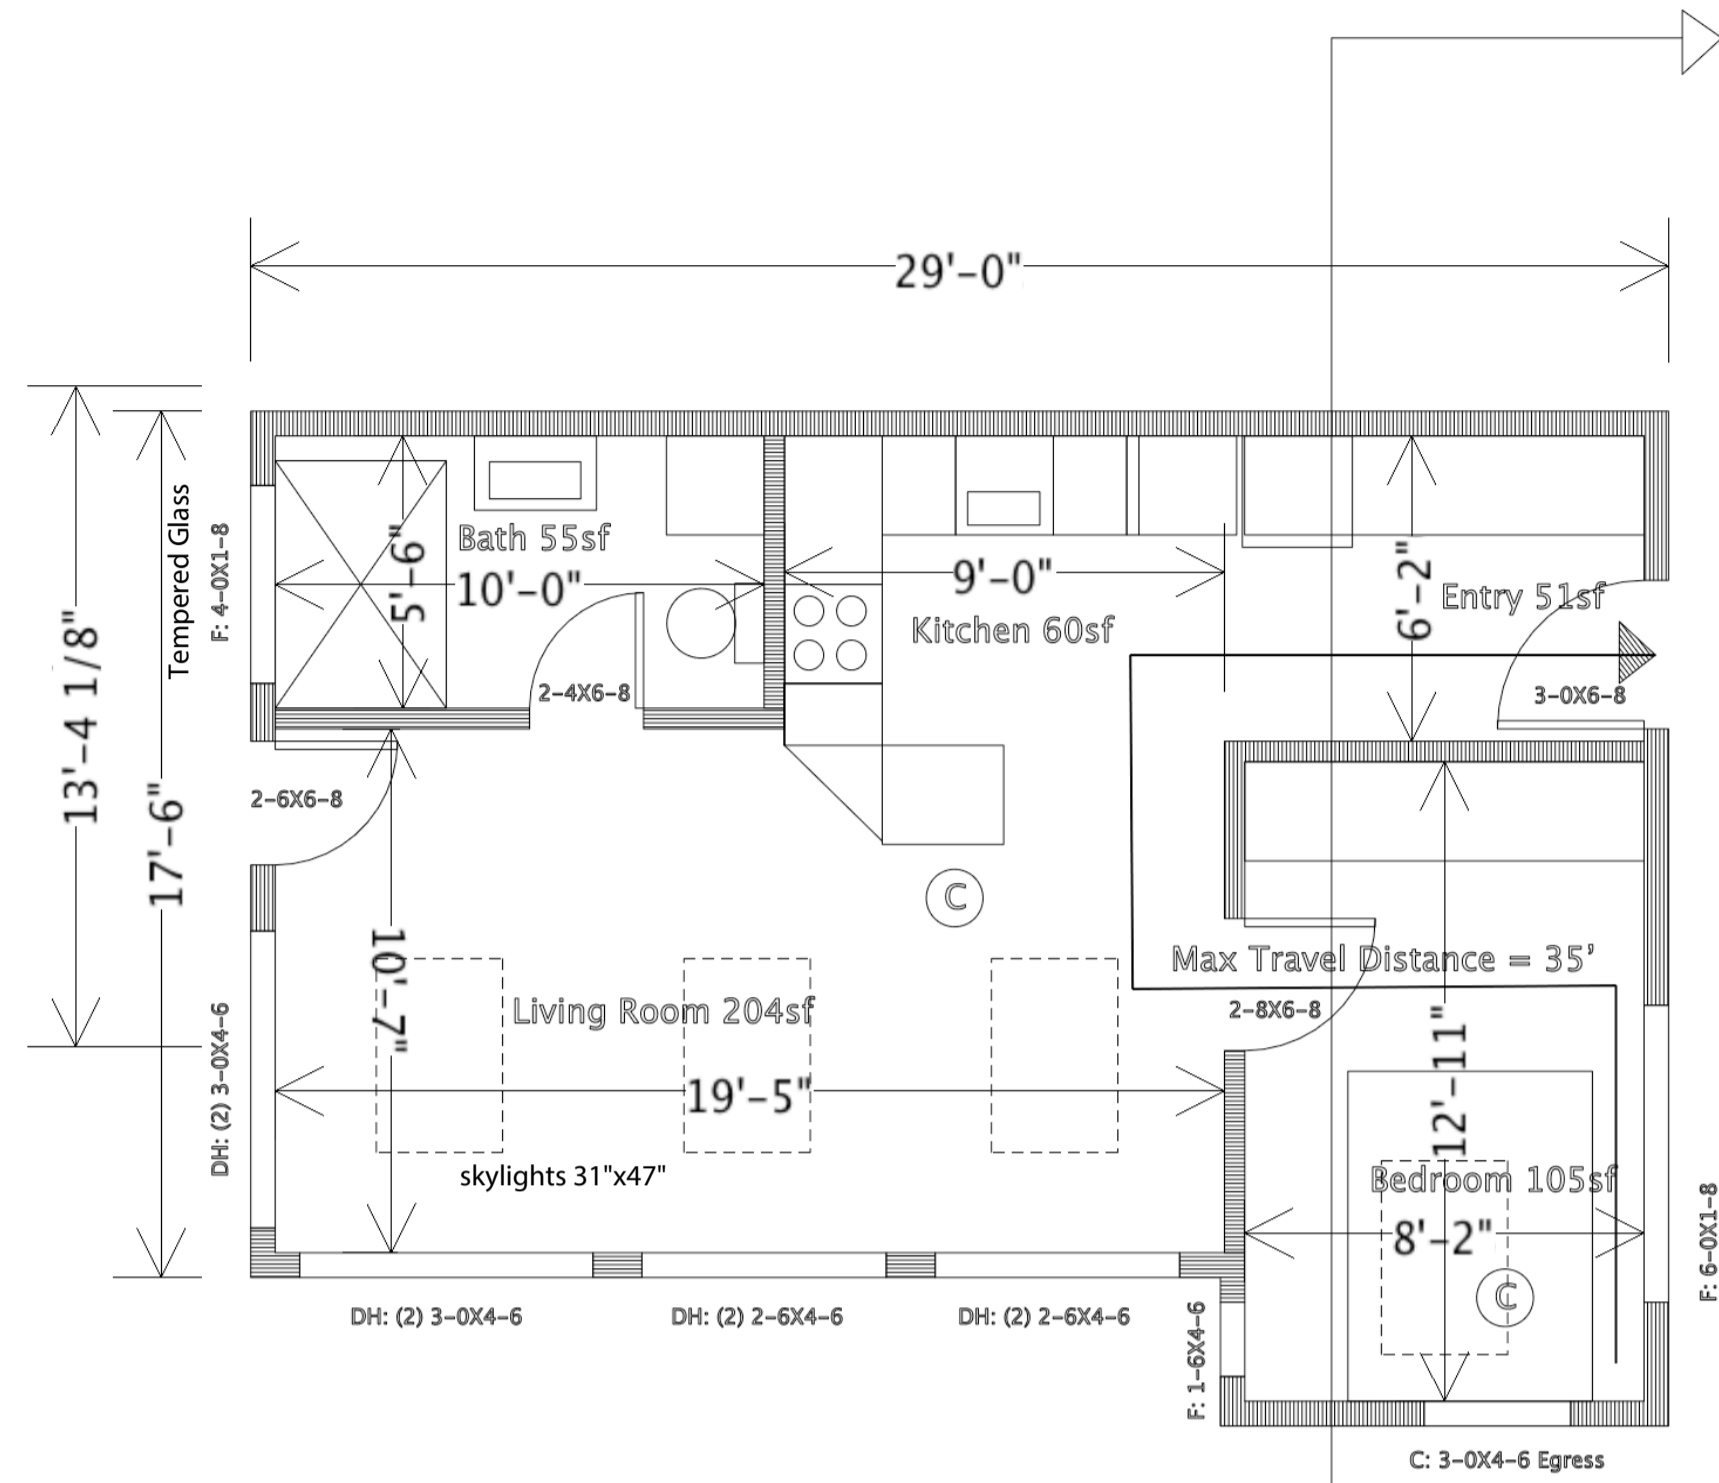 29'-0"
13'-4 1/8"
17'-6"
Tempered Glass
F: 4-0X1-8
Bath 55sf
5'-6"
10'-0"
9'-0"
Kitchen 60sf
6'-2"
Entry 51sf
2-4X6-8
3-0X6-8
2-6X6-8
C
10'-7"
Max Travel Distance = 35’
2-8X6-8
Living Room 204sf
12'-11"
DH: (2) 3-0X4-6
19'-5"
skylights 31"x47"
Bedroom 105sf
8'-2"
F: 6-0X1-8
C
DH: (2) 3-0X4-6
DH: (2) 2-6X4-6
DH: (2) 2-6X4-6
F: 1-6X4-6
C: 3-0X4-6 Egress